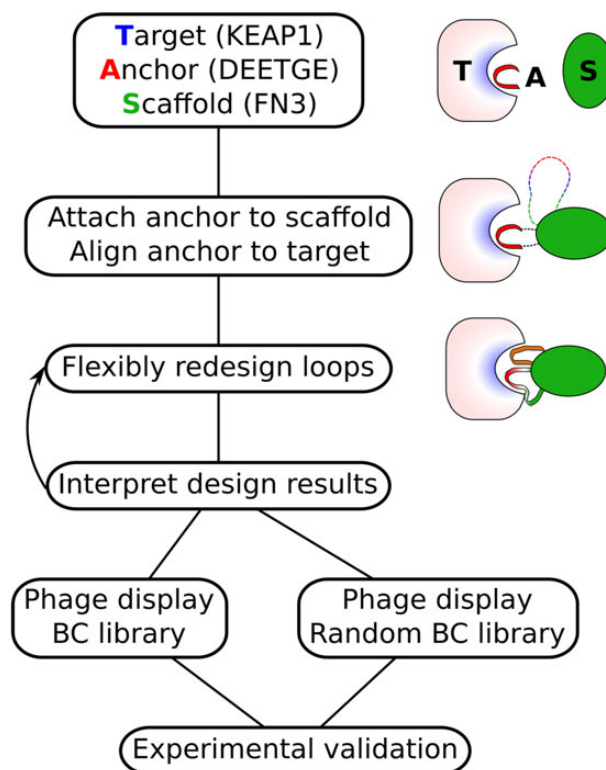 Target (KEAP1)
Anchor (DEETGE)
Scaffold (FN3)
T A S
Attach anchor to scaffold
Align anchor to target
Flexibly redesign loops
Interpret design results
Phage display
BC library
Phage display
Random BC library
Experimental validation